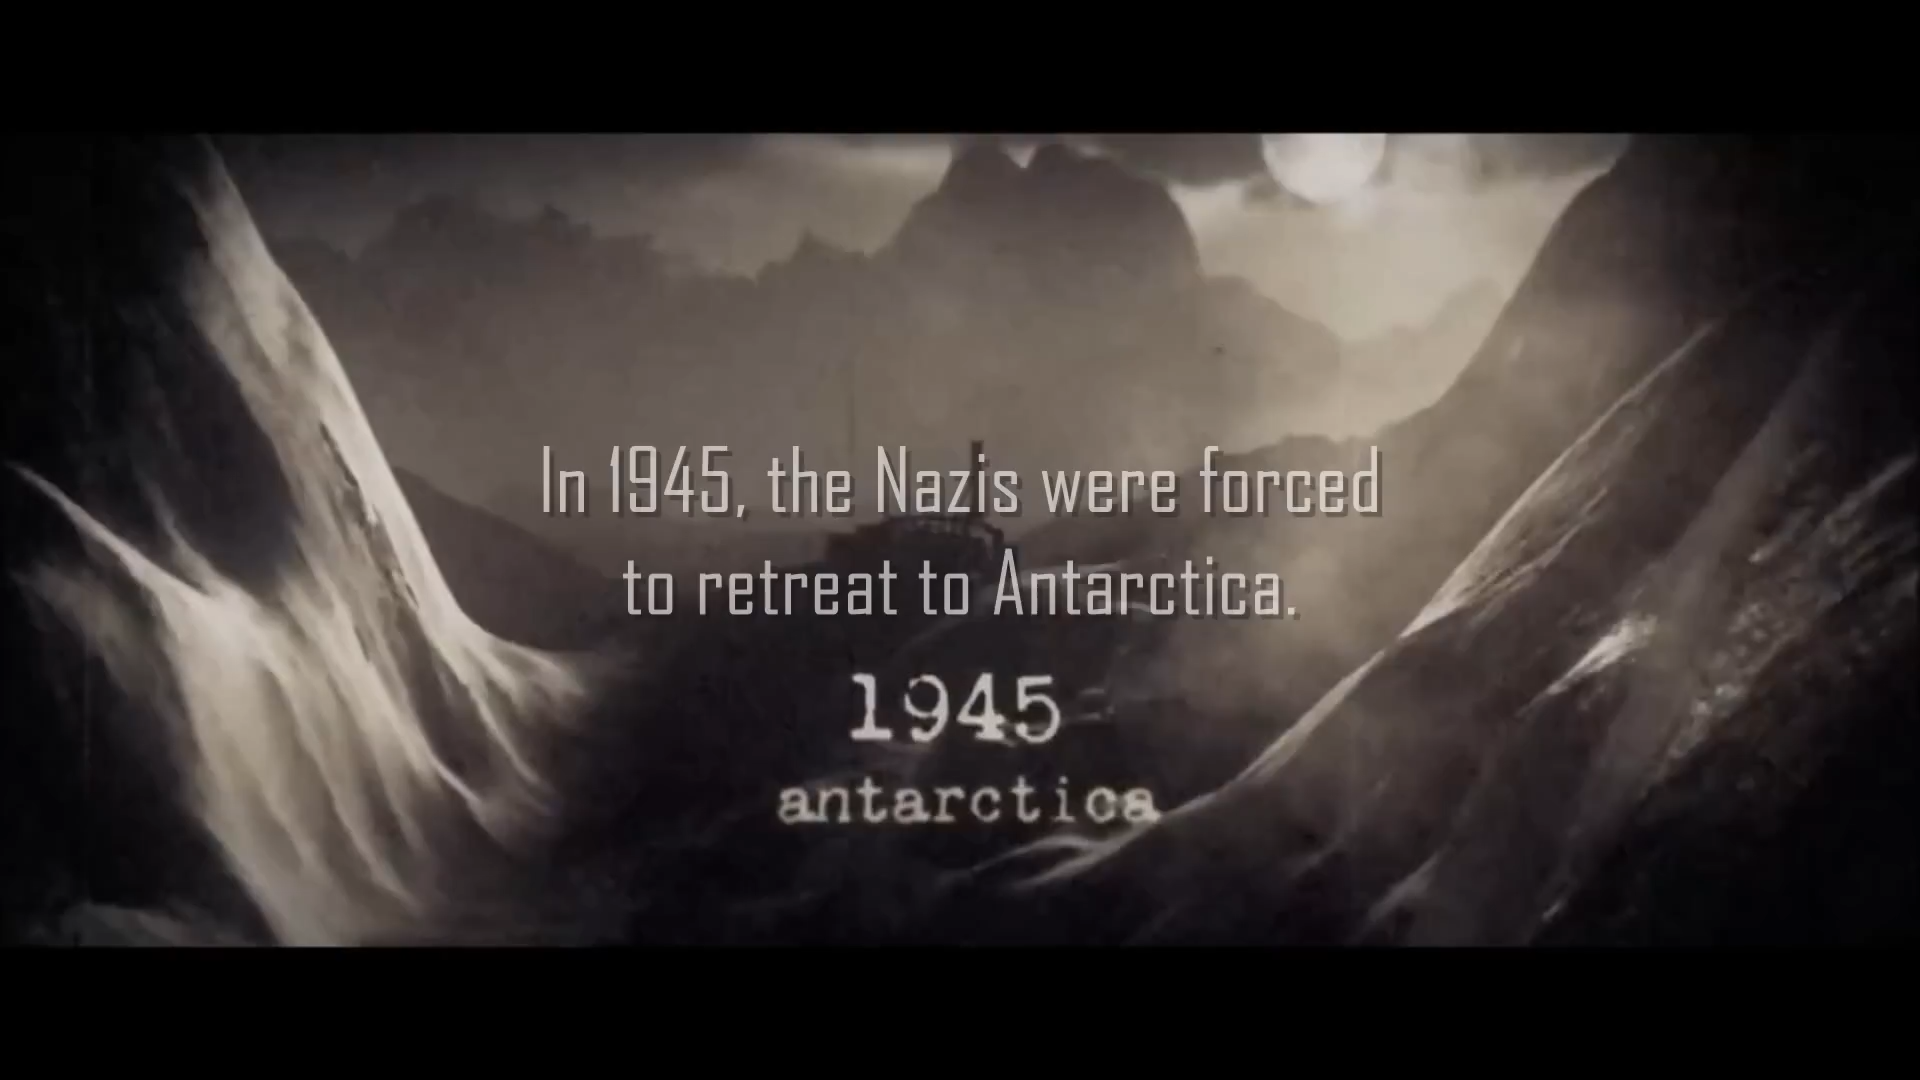 In 1945, the Nazis were forced
to retreat to Antarctica.
1945
antarctica